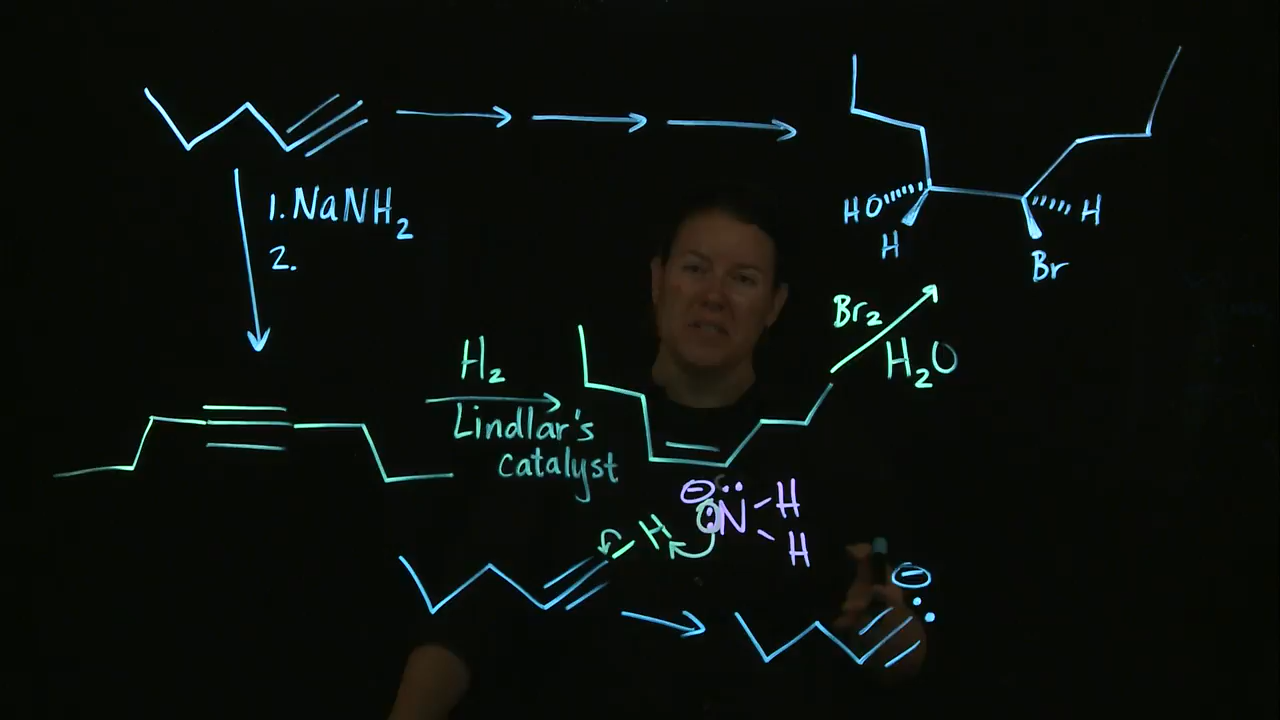 1. NaNH2
2.
HO
H
H
Br
Br2
H2O
H2
Lindlar's
catalyst
H
⊖
:N̈
H
H
⊖
: